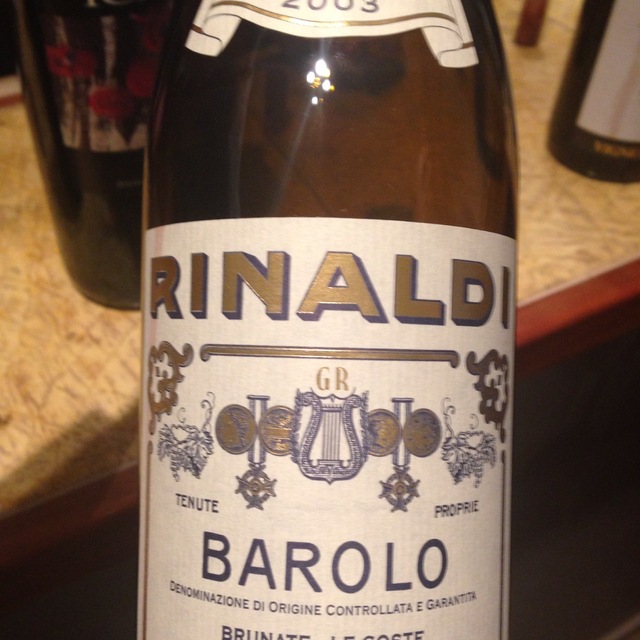 2003
RINALDI
GR
TENUTE PROPRIE
BAROLO
DENOMINAZIONE DI ORIGINE CONTROLLATA E GARANTITA
BRUNATE - LE COSTE